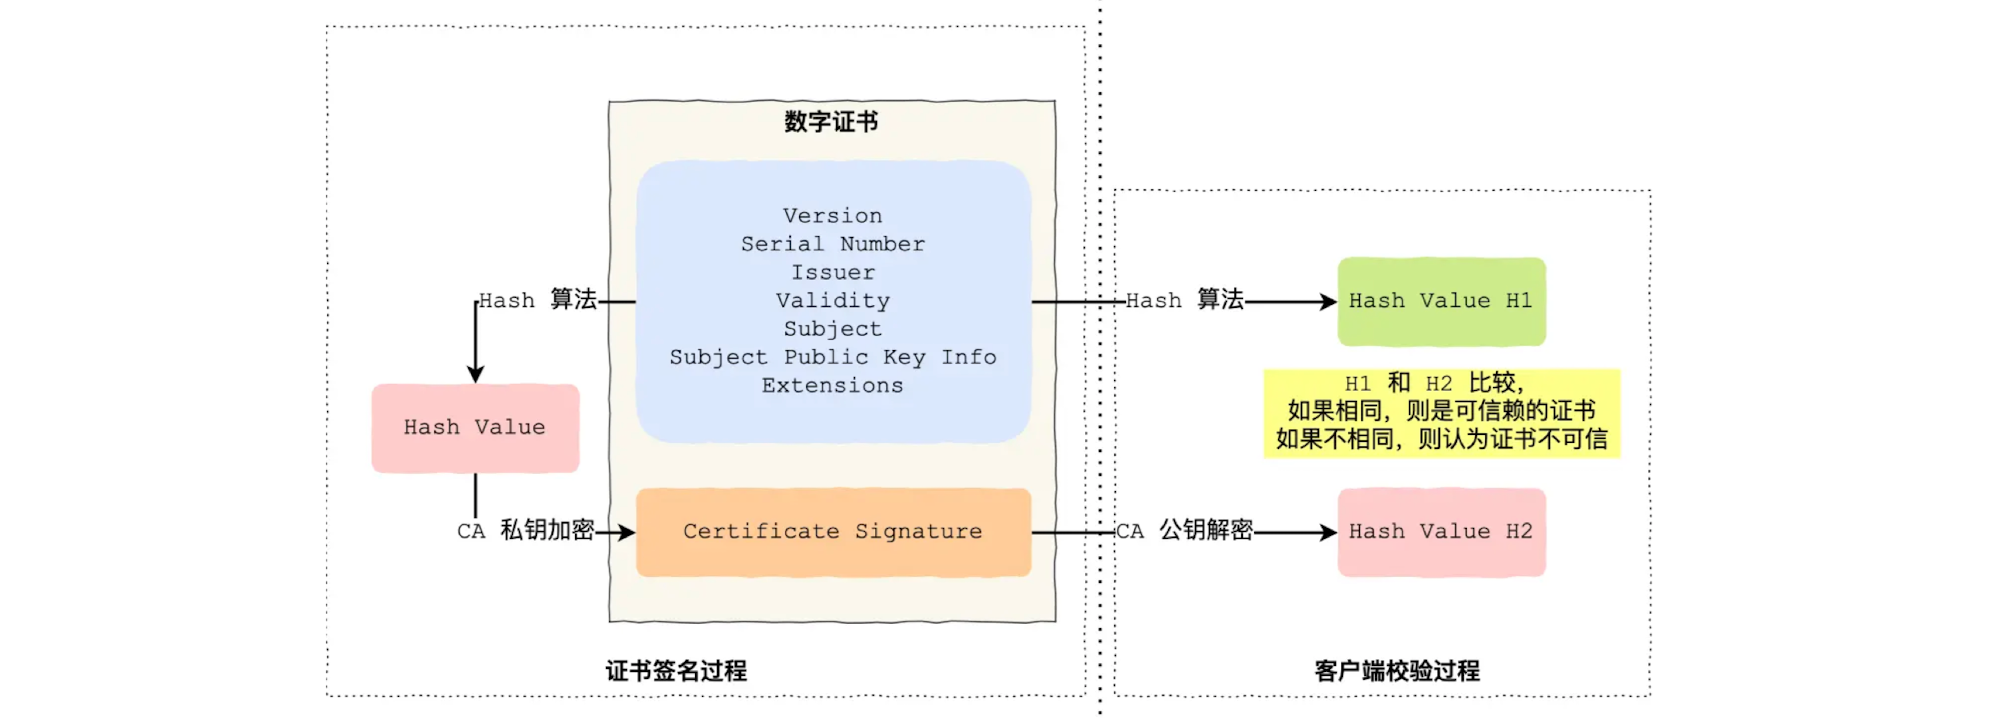 数字证书
Version
Serial Number
Issuer
Validity
Subject
Subject Public Key Info
Extensions
Hash 算法
Hash Value
CA 私钥加密
Certificate Signature
证书签名过程
Hash 算法
Hash Value H1
H1 和 H2 比较，
如果相同，则是可信赖的证书
如果不相同，则认为证书不可信
CA 公钥解密
Hash Value H2
客户端校验过程